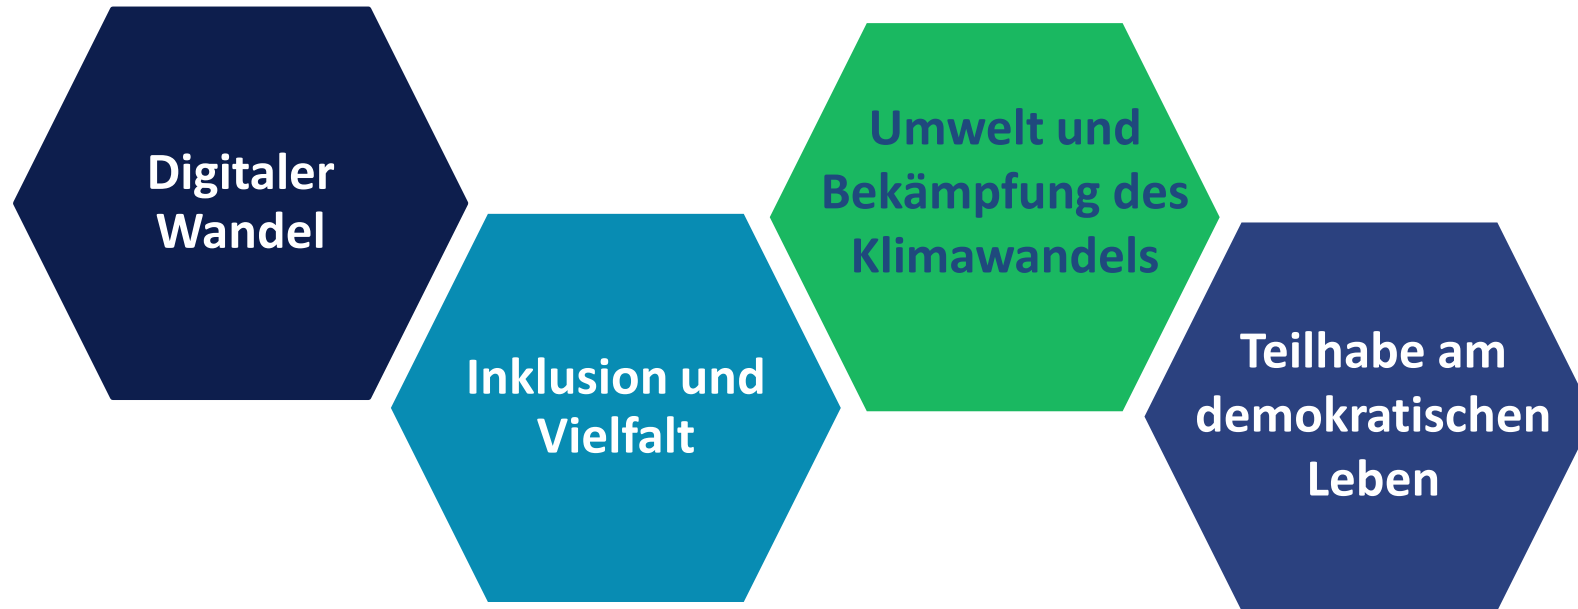 Digitaler
Wandel
Inklusion und
Vielfalt
Umwelt und
Bekämpfung des
Klimawandels
Teilhabe am
demokratischen
Leben